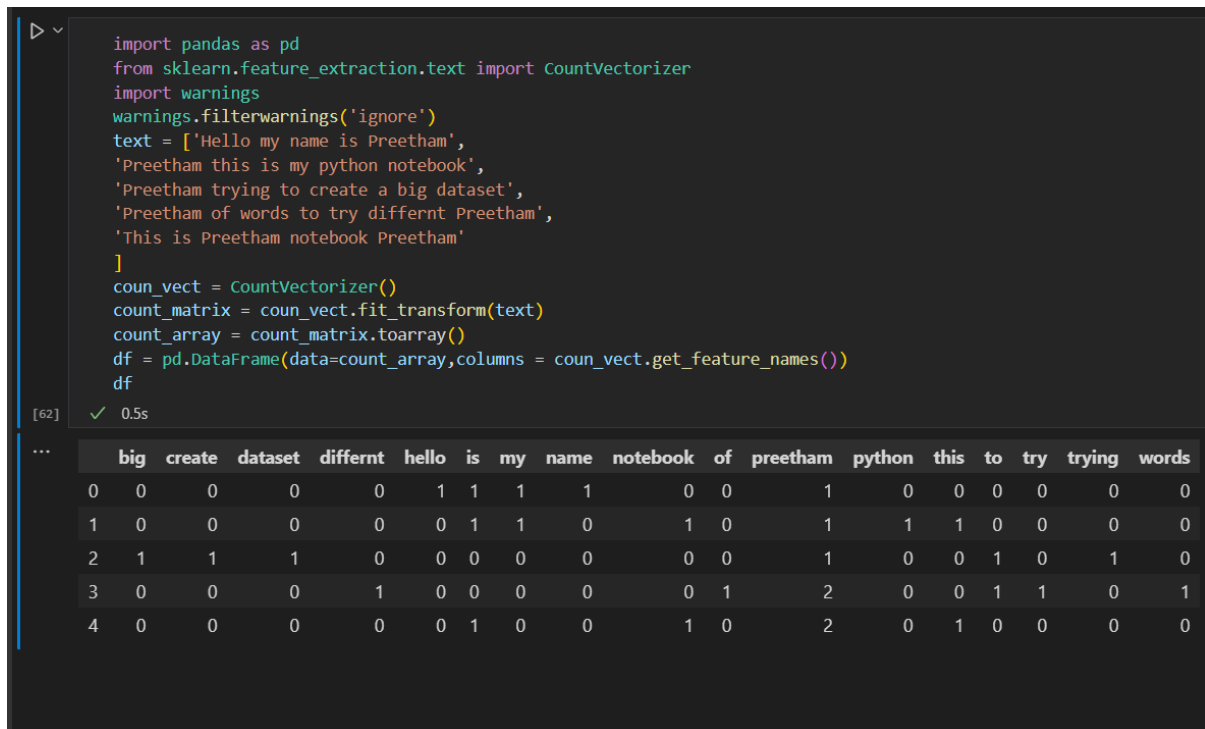 import pandas as pd
from sklearn.feature_extraction.text import CountVectorizer
import warnings
warnings.filterwarnings('ignore')
text = ['Hello my name is Preetham',
'Preetham this is my python notebook',
'Preetham trying to create a big dataset',
'Preetham of words to try differnt Preetham',
'This is Preetham notebook Preetham'
]
coun_vect = CountVectorizer()
count_matrix = coun_vect.fit_transform(text)
count_array = count_matrix.toarray()
df = pd.DataFrame(data=count_array,columns = coun_vect.get_feature_names())
df
[62] ✓ 0.5s
... big create dataset differnt hello is my name notebook of preetham python this to try trying words
0 0 0 0 0 1 1 1 1 0 0 1 0 0 0 0 0 0
1 0 0 0 0 0 1 1 0 1 0 1 1 1 0 0 0 0
2 1 1 1 0 0 0 0 0 0 0 1 0 0 1 0 1 0
3 0 0 0 1 0 0 0 0 0 1 2 0 0 1 1 0 1
4 0 0 0 0 0 1 0 0 1 0 2 0 1 0 0 0 0